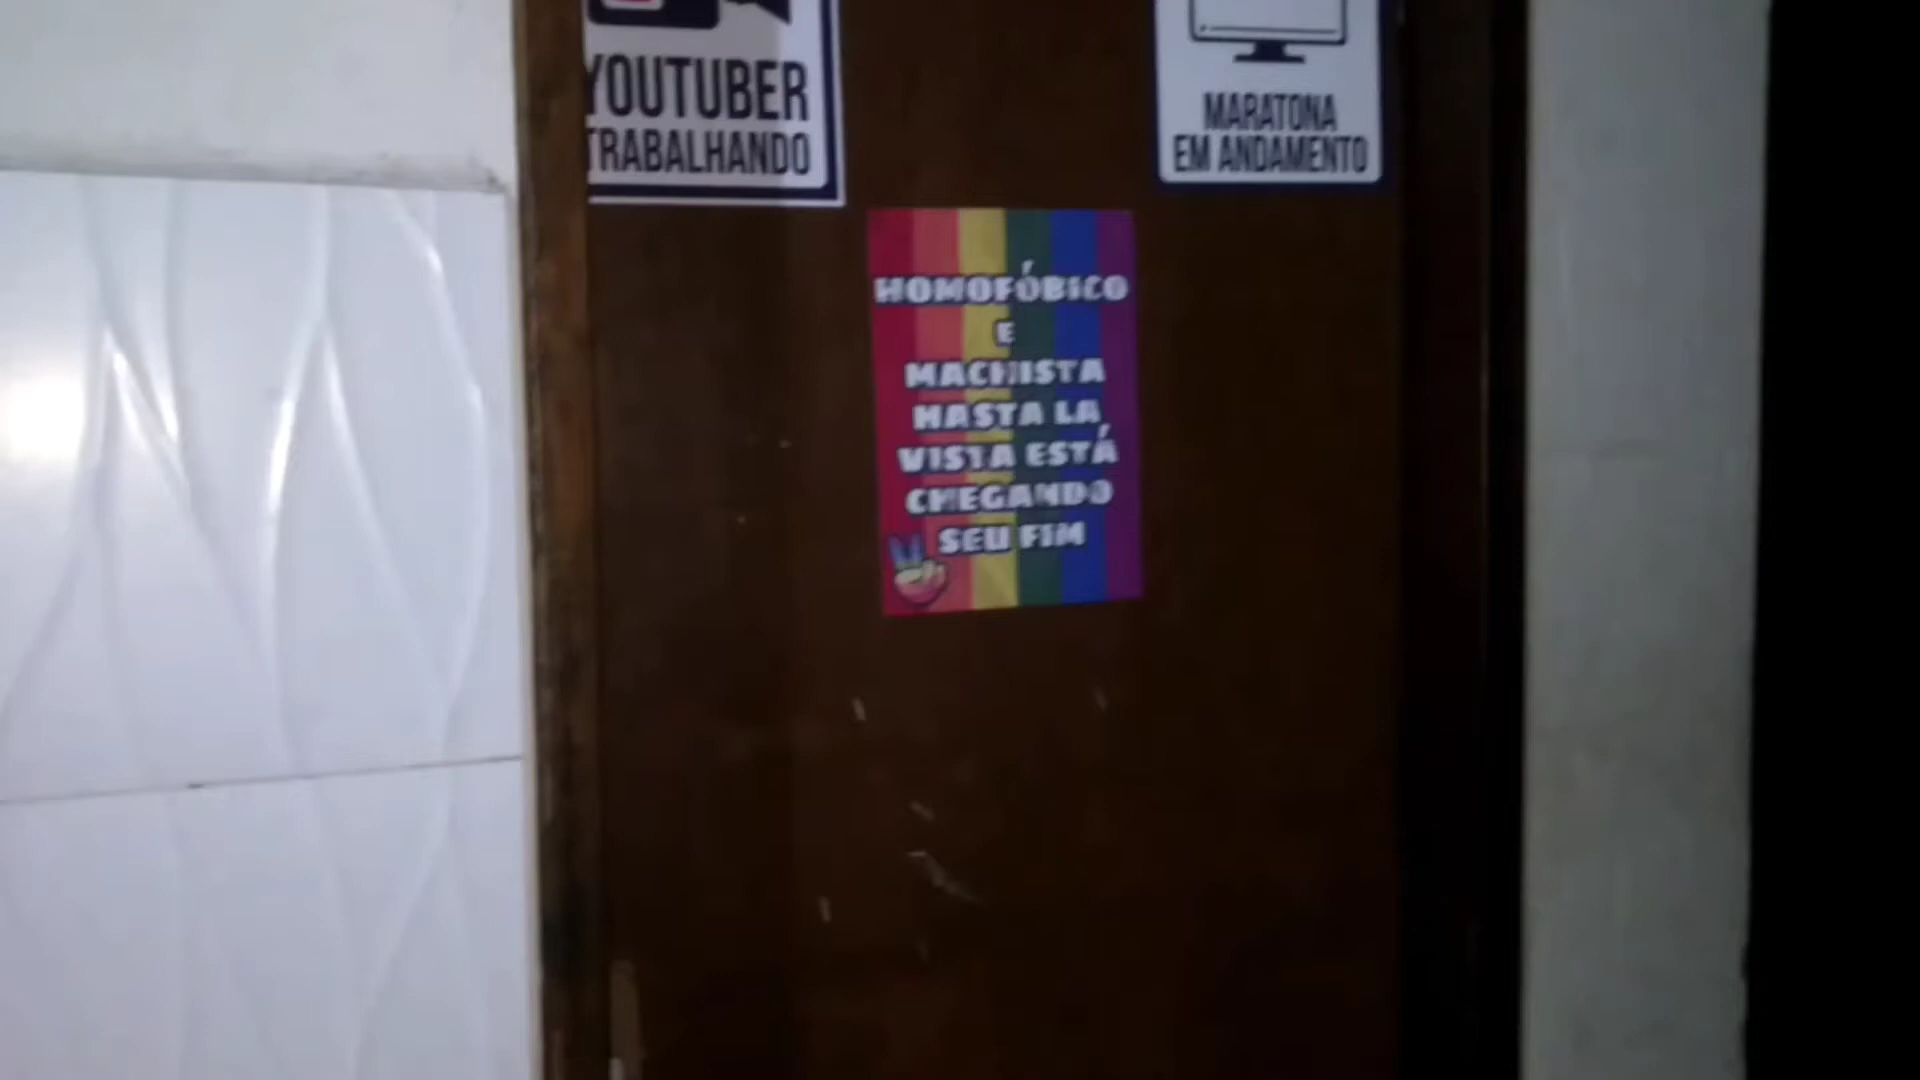 YOUTUBER
TRABALHANDO
MARATONA
EM ANDAMENTO
HOMOFÓBICO
E
MACHISTA
HASTA LA
VISTA ESTÁ
CHEGANDO
SEU FIM